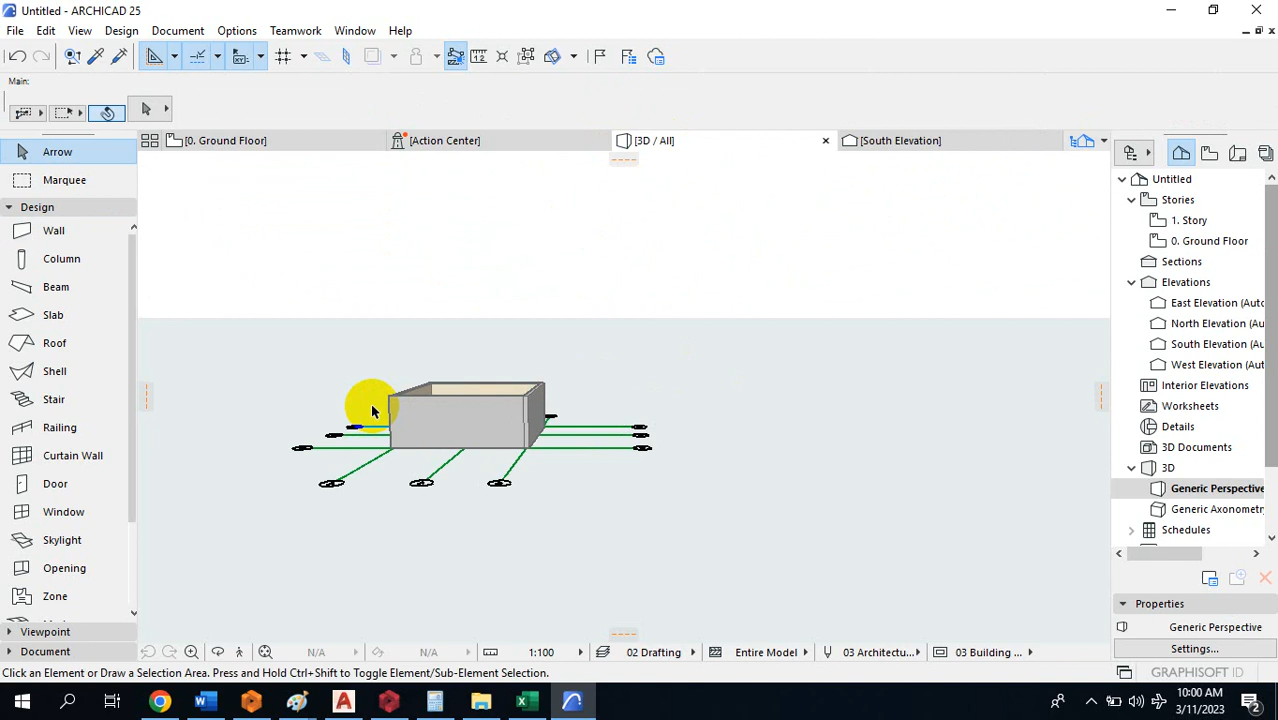 Untitled - ARCHICAD 25
File Edit View Design Document Options Teamwork Window Help
Main:
[0. Ground Floor]
[Action Center]
[3D / All]
[South Elevation]
Arrow
Marquee
Design
Wall
Column
Beam
Slab
Roof
Shell
Stair
Railing
Curtain Wall
Door
Window
Skylight
Opening
Zone
Viewpoint
Document
Untitled
Stories
1. Story
0. Ground Floor
Sections
Elevations
East Elevation (Auto
North Elevation (Aut
South Elevation (Aut
West Elevation (Auto
Interior Elevations
Worksheets
Details
3D Documents
3D
Generic Perspective
Generic Axonometr
Schedules
Properties
Generic Perspective
Settings...
N/A N/A 1:100 02 Drafting Entire Model 03 Architectu... 03 Building ...
Click an Element or Draw a Selection Area. Press and Hold Ctrl+Shift to Toggle Element/Sub-Element Selection.
GRAPHISOFT ID
10:00 AM
3/11/2023
2